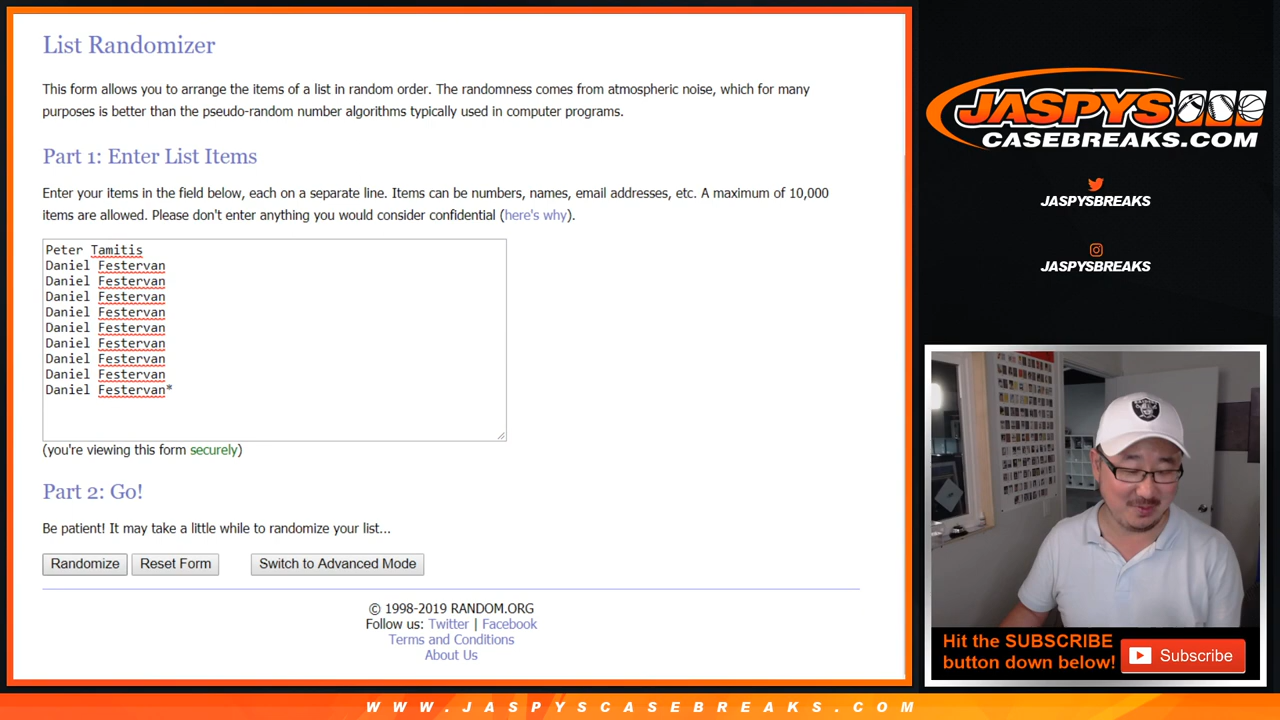 List Randomizer
This form allows you to arrange the items of a list in random order. The randomness comes from atmospheric noise, which for many
purposes is better than the pseudo-random number algorithms typically used in computer programs.
Part 1: Enter List Items
Enter your items in the field below, each on a separate line. Items can be numbers, names, email addresses, etc. A maximum of 10,000
items are allowed. Please don't enter anything you would consider confidential (here's why).
Peter Tamitis
Daniel Festervan
Daniel Festervan
Daniel Festervan
Daniel Festervan
Daniel Festervan
Daniel Festervan
Daniel Festervan
Daniel Festervan
Daniel Festervan*
(you're viewing this form securely)
Part 2: Go!
Be patient! It may take a little while to randomize your list...
Randomize Reset Form Switch to Advanced Mode
© 1998-2019 RANDOM.ORG
Follow us: Twitter | Facebook
Terms and Conditions
About Us
JASPYS
CASEBREAKS.COM
JASPYSBREAKS
JASPYSBREAKS
Hit the SUBSCRIBE
button down below!
Subscribe
WWW.JASPYSCASEBREAKS.COM